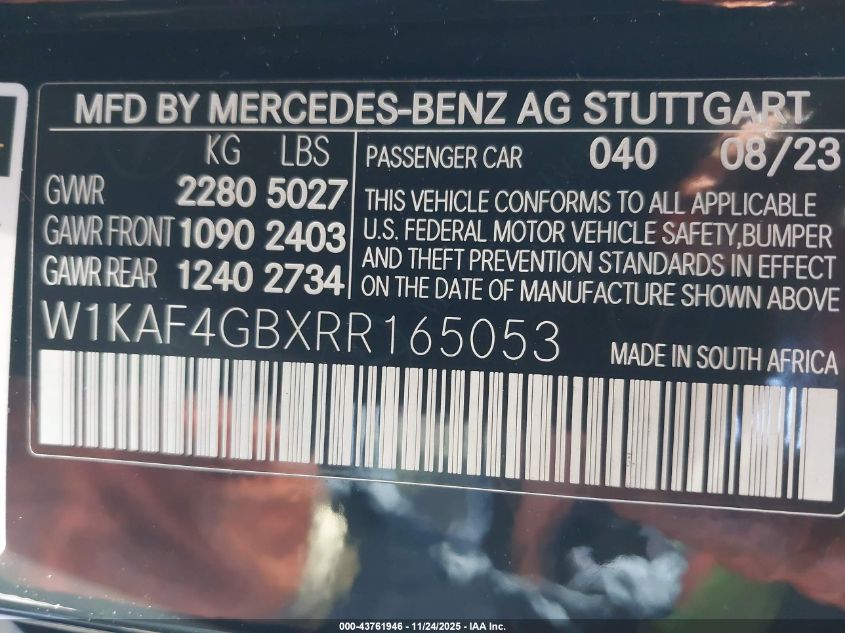 MFD BY MERCEDES-BENZ AG STUTTGART
KG LBS
GVWR 2280 5027
GAWR FRONT 1090 2403
GAWR REAR 1240 2734
PASSENGER CAR 040 08/23
THIS VEHICLE CONFORMS TO ALL APPLICABLE
U.S. FEDERAL MOTOR VEHICLE SAFETY,BUMPER
AND THEFT PREVENTION STANDARDS IN EFFECT
ON THE DATE OF MANUFACTURE SHOWN ABOVE
W1KAF4GBXRR165053
MADE IN SOUTH AFRICA
000-43761946 - 11/24/2025 - IAA Inc.